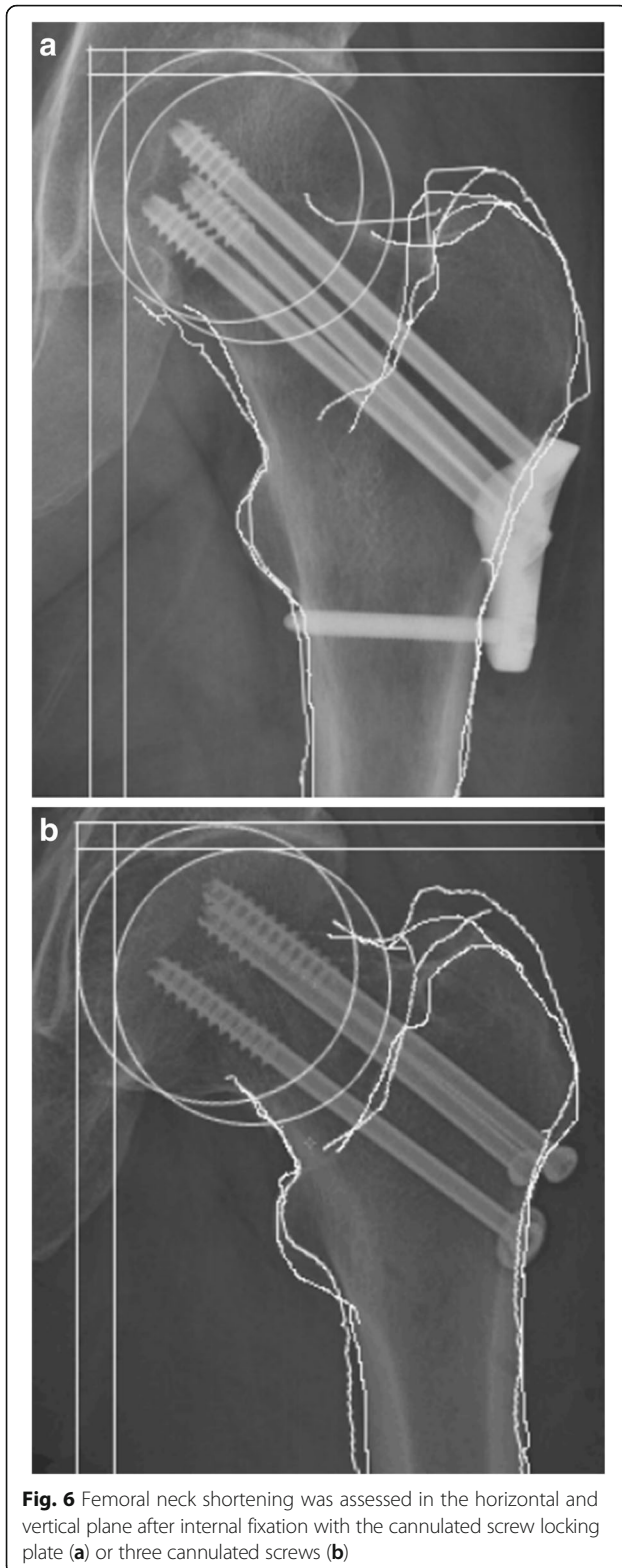 a
b
Fig. 6 Femoral neck shortening was assessed in the horizontal and
vertical plane after internal fixation with the cannulated screw locking
plate (a) or three cannulated screws (b)